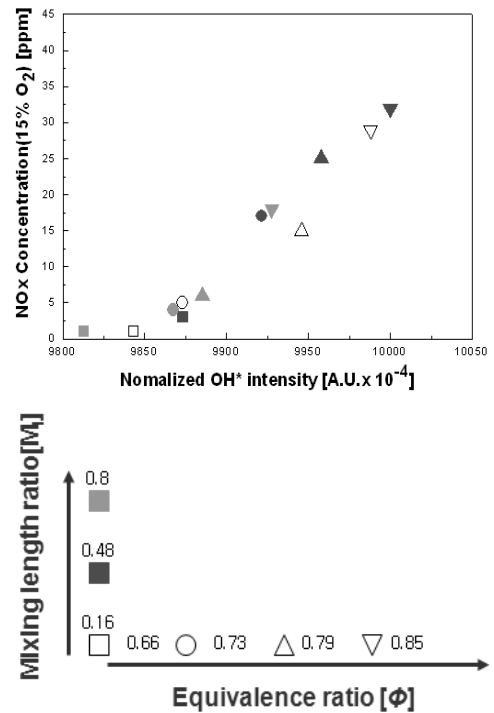 45
40
35
30
25
20
15
10
5
0
NOx Concentration(15% O2) [ppm]
9800 9850 9900 9950 10000 10050
Nomalized OH* intensity [A.U.x 10-4]
Mixing length ratio[Ml]
0.8
0.48
0.16
0.66 0.73 0.79 0.85
Equivalence ratio [Φ]